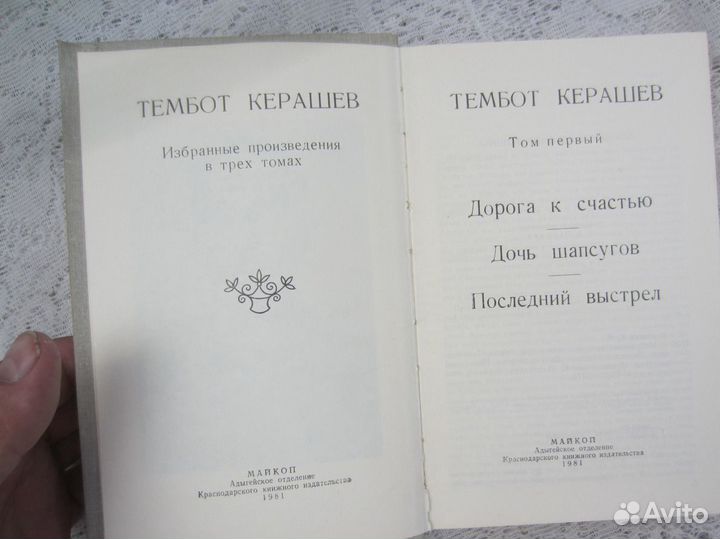 ТЕМБОТ КЕРАШЕВ
Избранные произведения
в трех томах
МАЙКОП
Адыгейское отделение
Краснодарского книжного издательства
1981
ТЕМБОТ КЕРАШЕВ
Том первый
Дорога к счастью
Дочь шапсугов
Последний выстрел
МАЙКОП
Адыгейское отделение
Краснодарского книжного издательства
1981
Avito